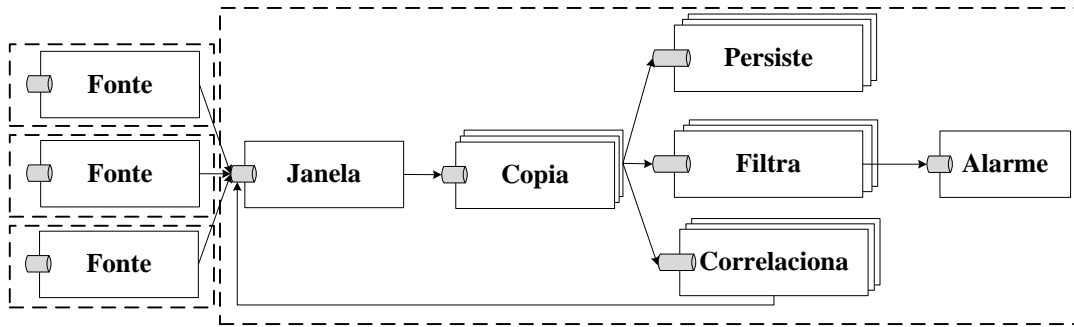 Fonte
Fonte
Fonte
Janela
Copia
Persiste
Filtra
Correlaciona
Alarme